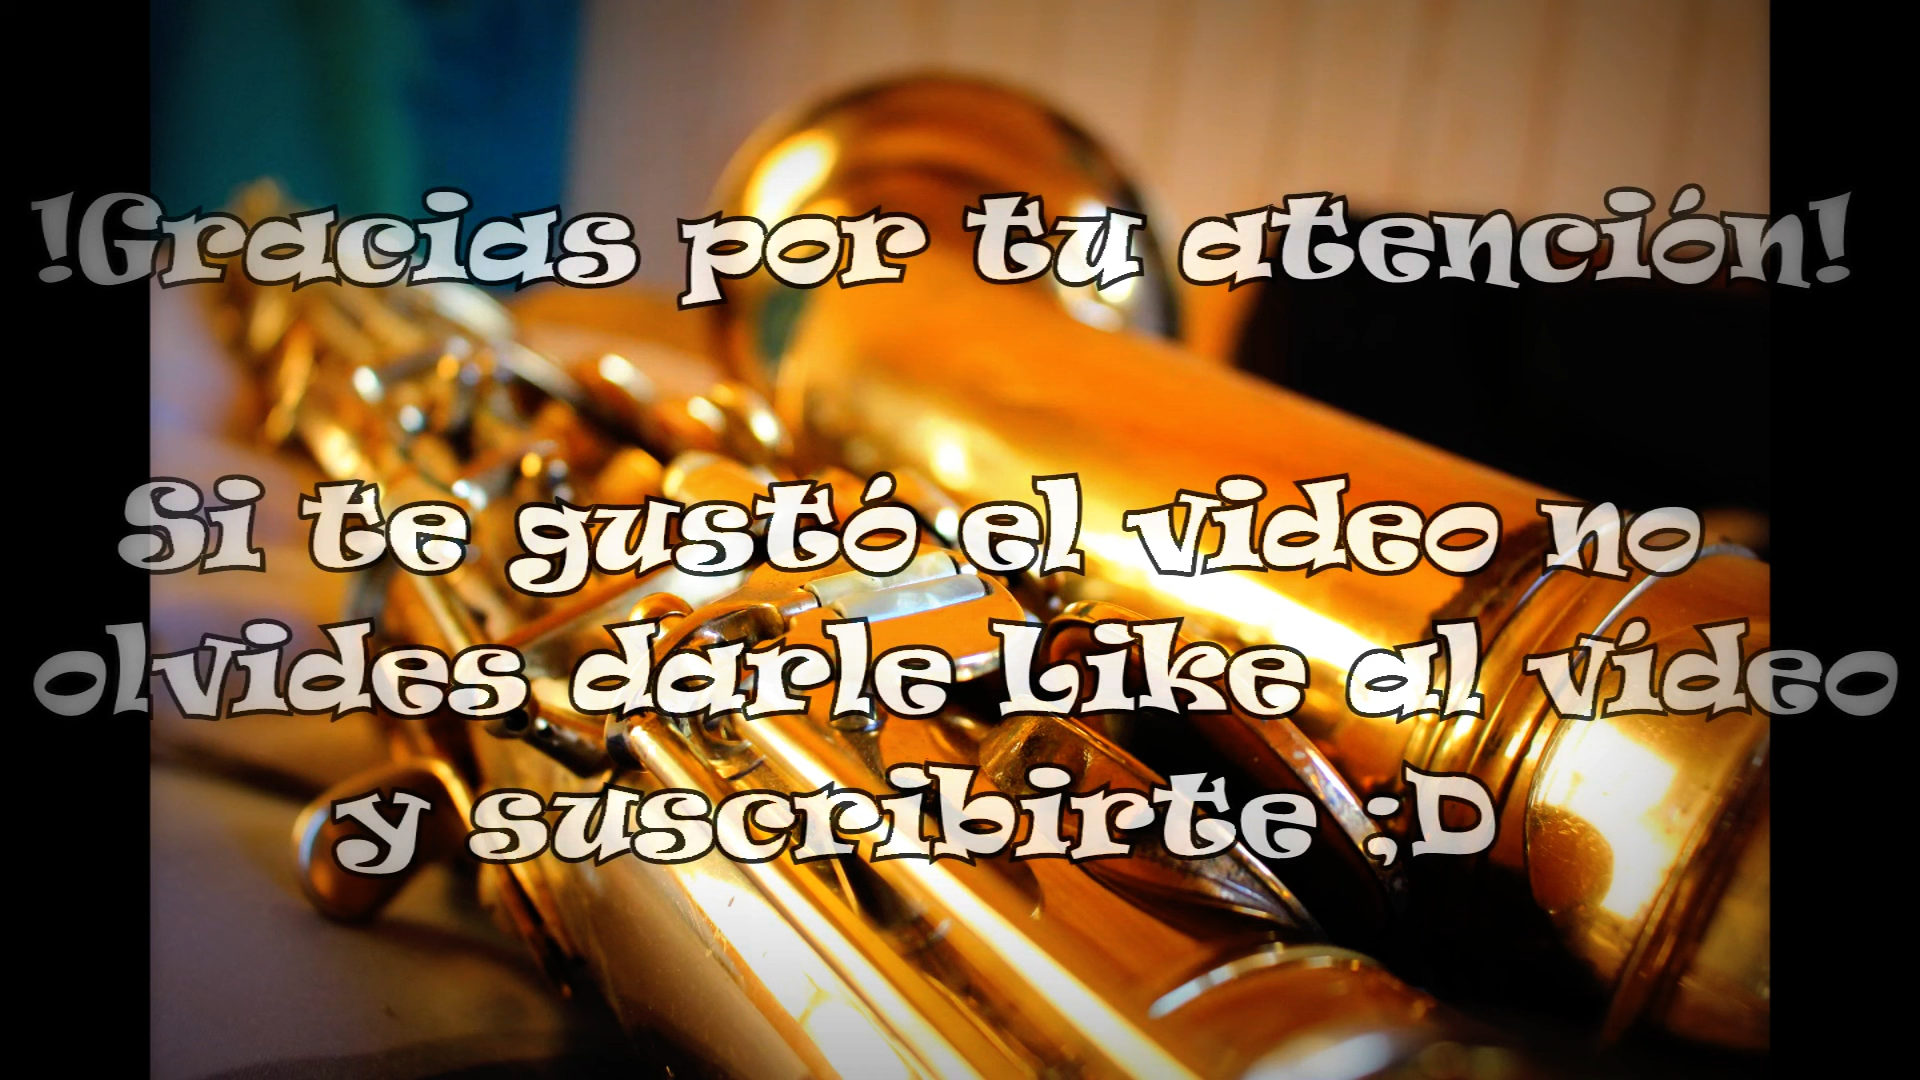 !Gracias por tu atención!
Si te gustó el video no
olvides darle Like al vídeo
y suscribirte ;D